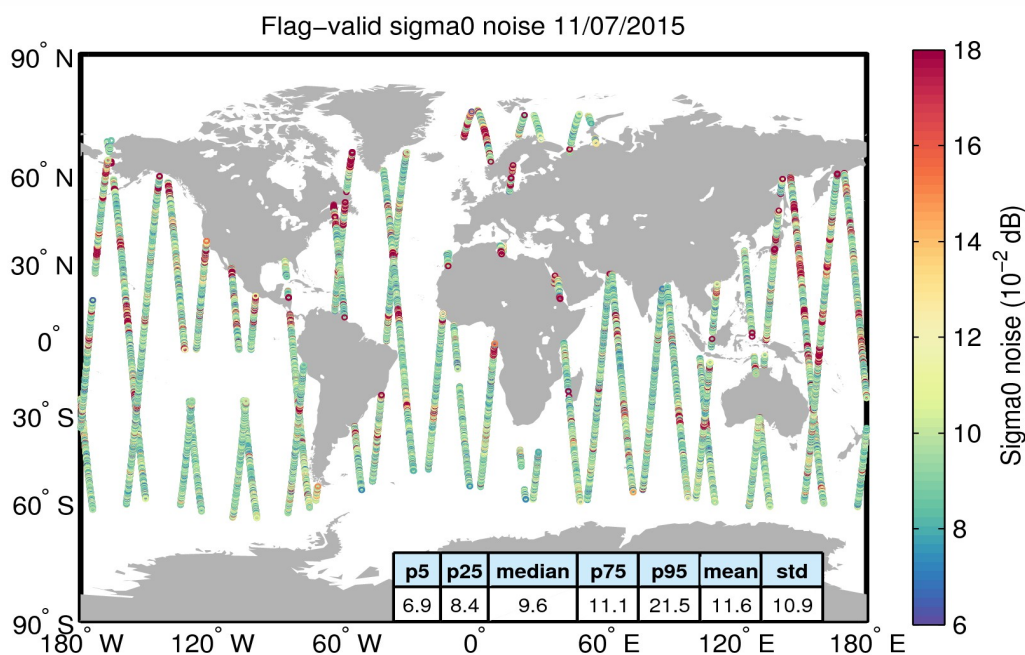 Flag-valid sigma0 noise 11/07/2015
90° N
60° N
30° N
0°
30° S
60° S
90° S
180° W
120° W
60° W
0°
60° E
120° E
180° E
p5 p25 median p75 p95 mean std
6.9 8.4 9.6 11.1 21.5 11.6 10.9
18
16
14
12
10
8
6
Sigma0 noise (10⁻² dB)